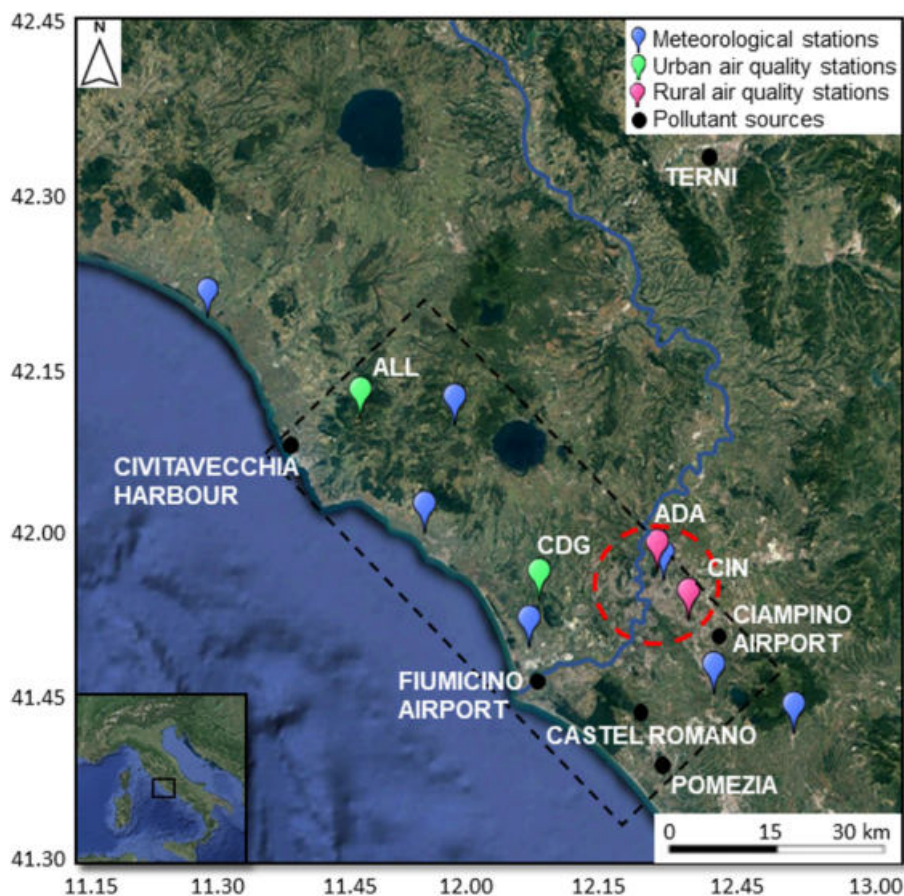 42.45
N
Meteorological stations
Urban air quality stations
Rural air quality stations
Pollutant sources
TERNI
42.30
42.15
ALL
CIVITAVECCHIA
HARBOUR
42.00
ADA
CDG
CIN
CIAMPINO
AIRPORT
41.45
FIUMICINO
AIRPORT
CASTEL ROMANO
POMEZIA
0 15 30 km
41.30
11.15 11.30 11.45 12.00 12.15 12.45 13.00